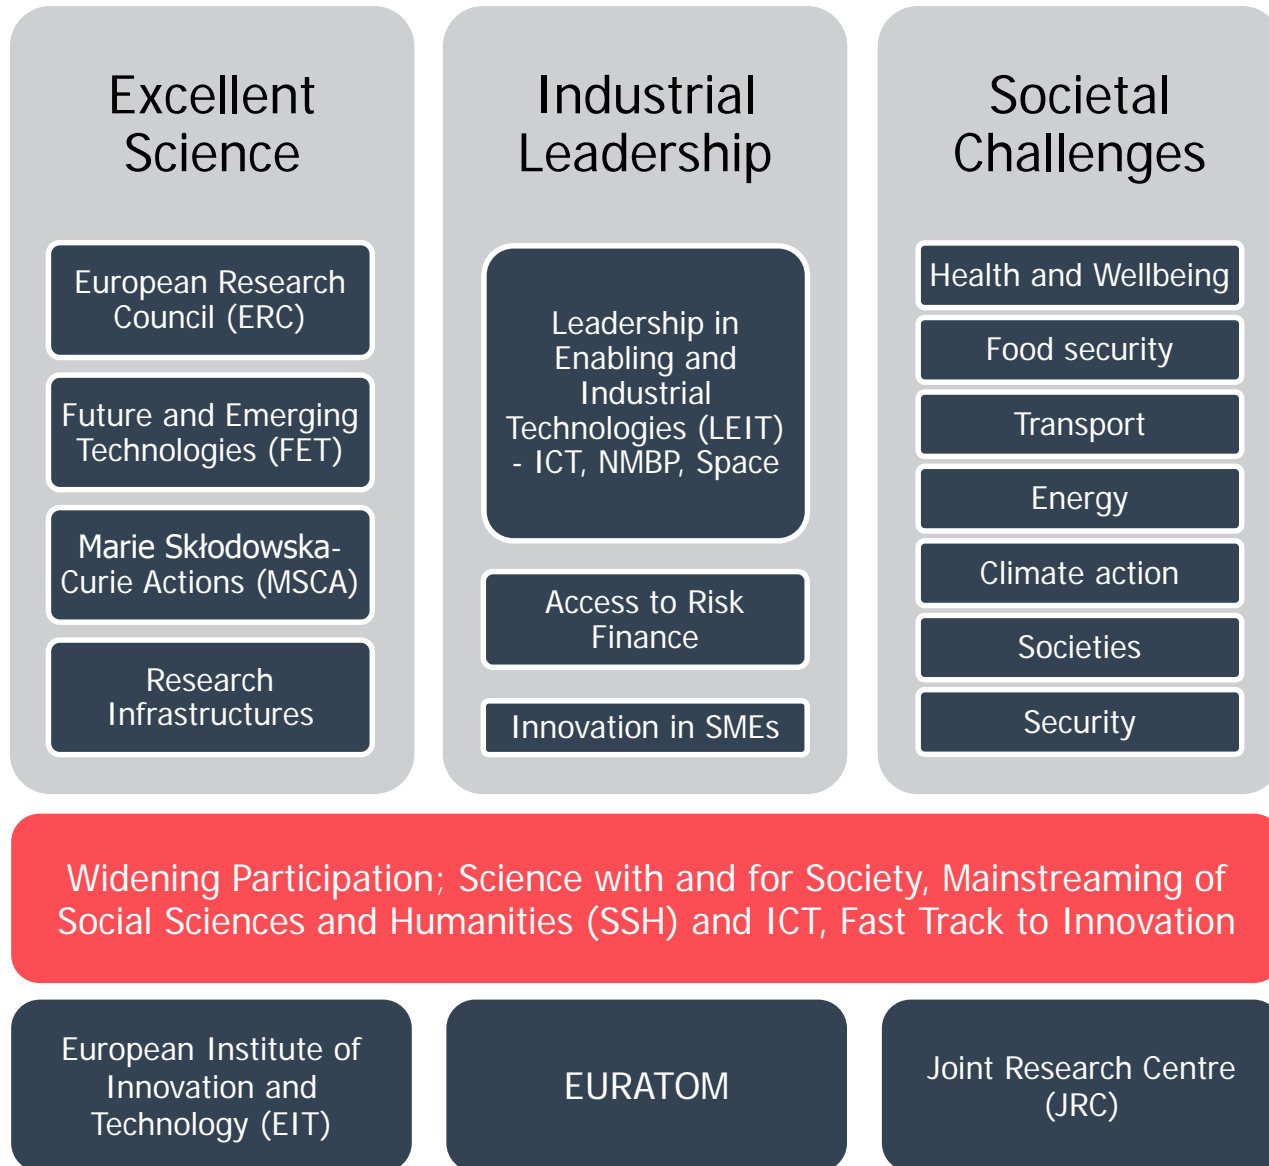 Excellent
Science
European Research
Council (ERC)
Future and Emerging
Technologies (FET)
Marie Skłodowska-
Curie Actions (MSCA)
Research
Infrastructures
Industrial
Leadership
Leadership in
Enabling and
Industrial
Technologies (LEIT)
- ICT, NMBP, Space
Access to Risk
Finance
Innovation in SMEs
Societal
Challenges
Health and Wellbeing
Food security
Transport
Energy
Climate action
Societies
Security
Widening Participation; Science with and for Society, Mainstreaming of
Social Sciences and Humanities (SSH) and ICT, Fast Track to Innovation
European Institute of
Innovation and
Technology (EIT)
EURATOM
Joint Research Centre
(JRC)